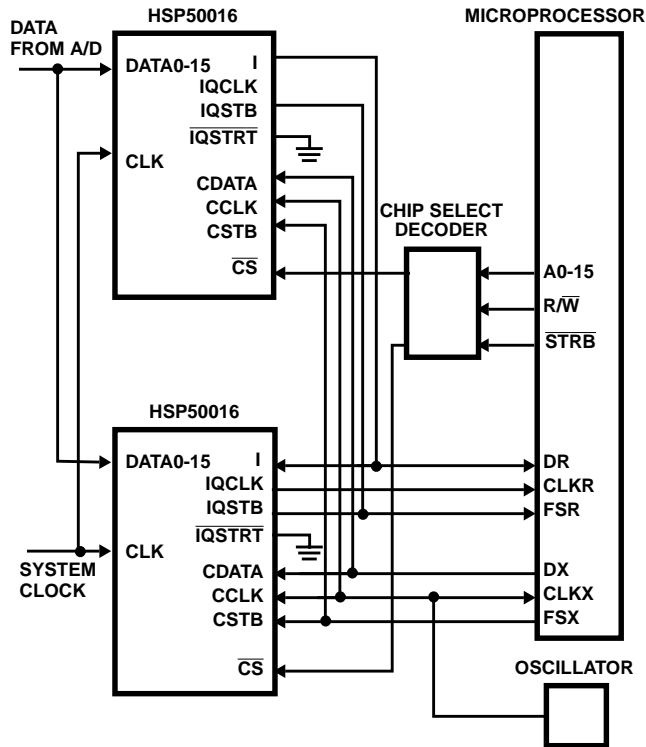 HSP50016
MICROPROCESSOR
DATA
FROM A/D
DATA0-15
I
IQCLK
IQSTB
IQSTRT
CLK
CDATA
CCLK
CSTB
CS
CHIP SELECT
DECODER
A0-15
R/W
STRB
HSP50016
DATA0-15
I
IQCLK
IQSTB
IQSTRT
CLK
SYSTEM
CLOCK
CDATA
CCLK
CSTB
CS
DR
CLKR
FSR
DX
CLKX
FSX
OSCILLATOR